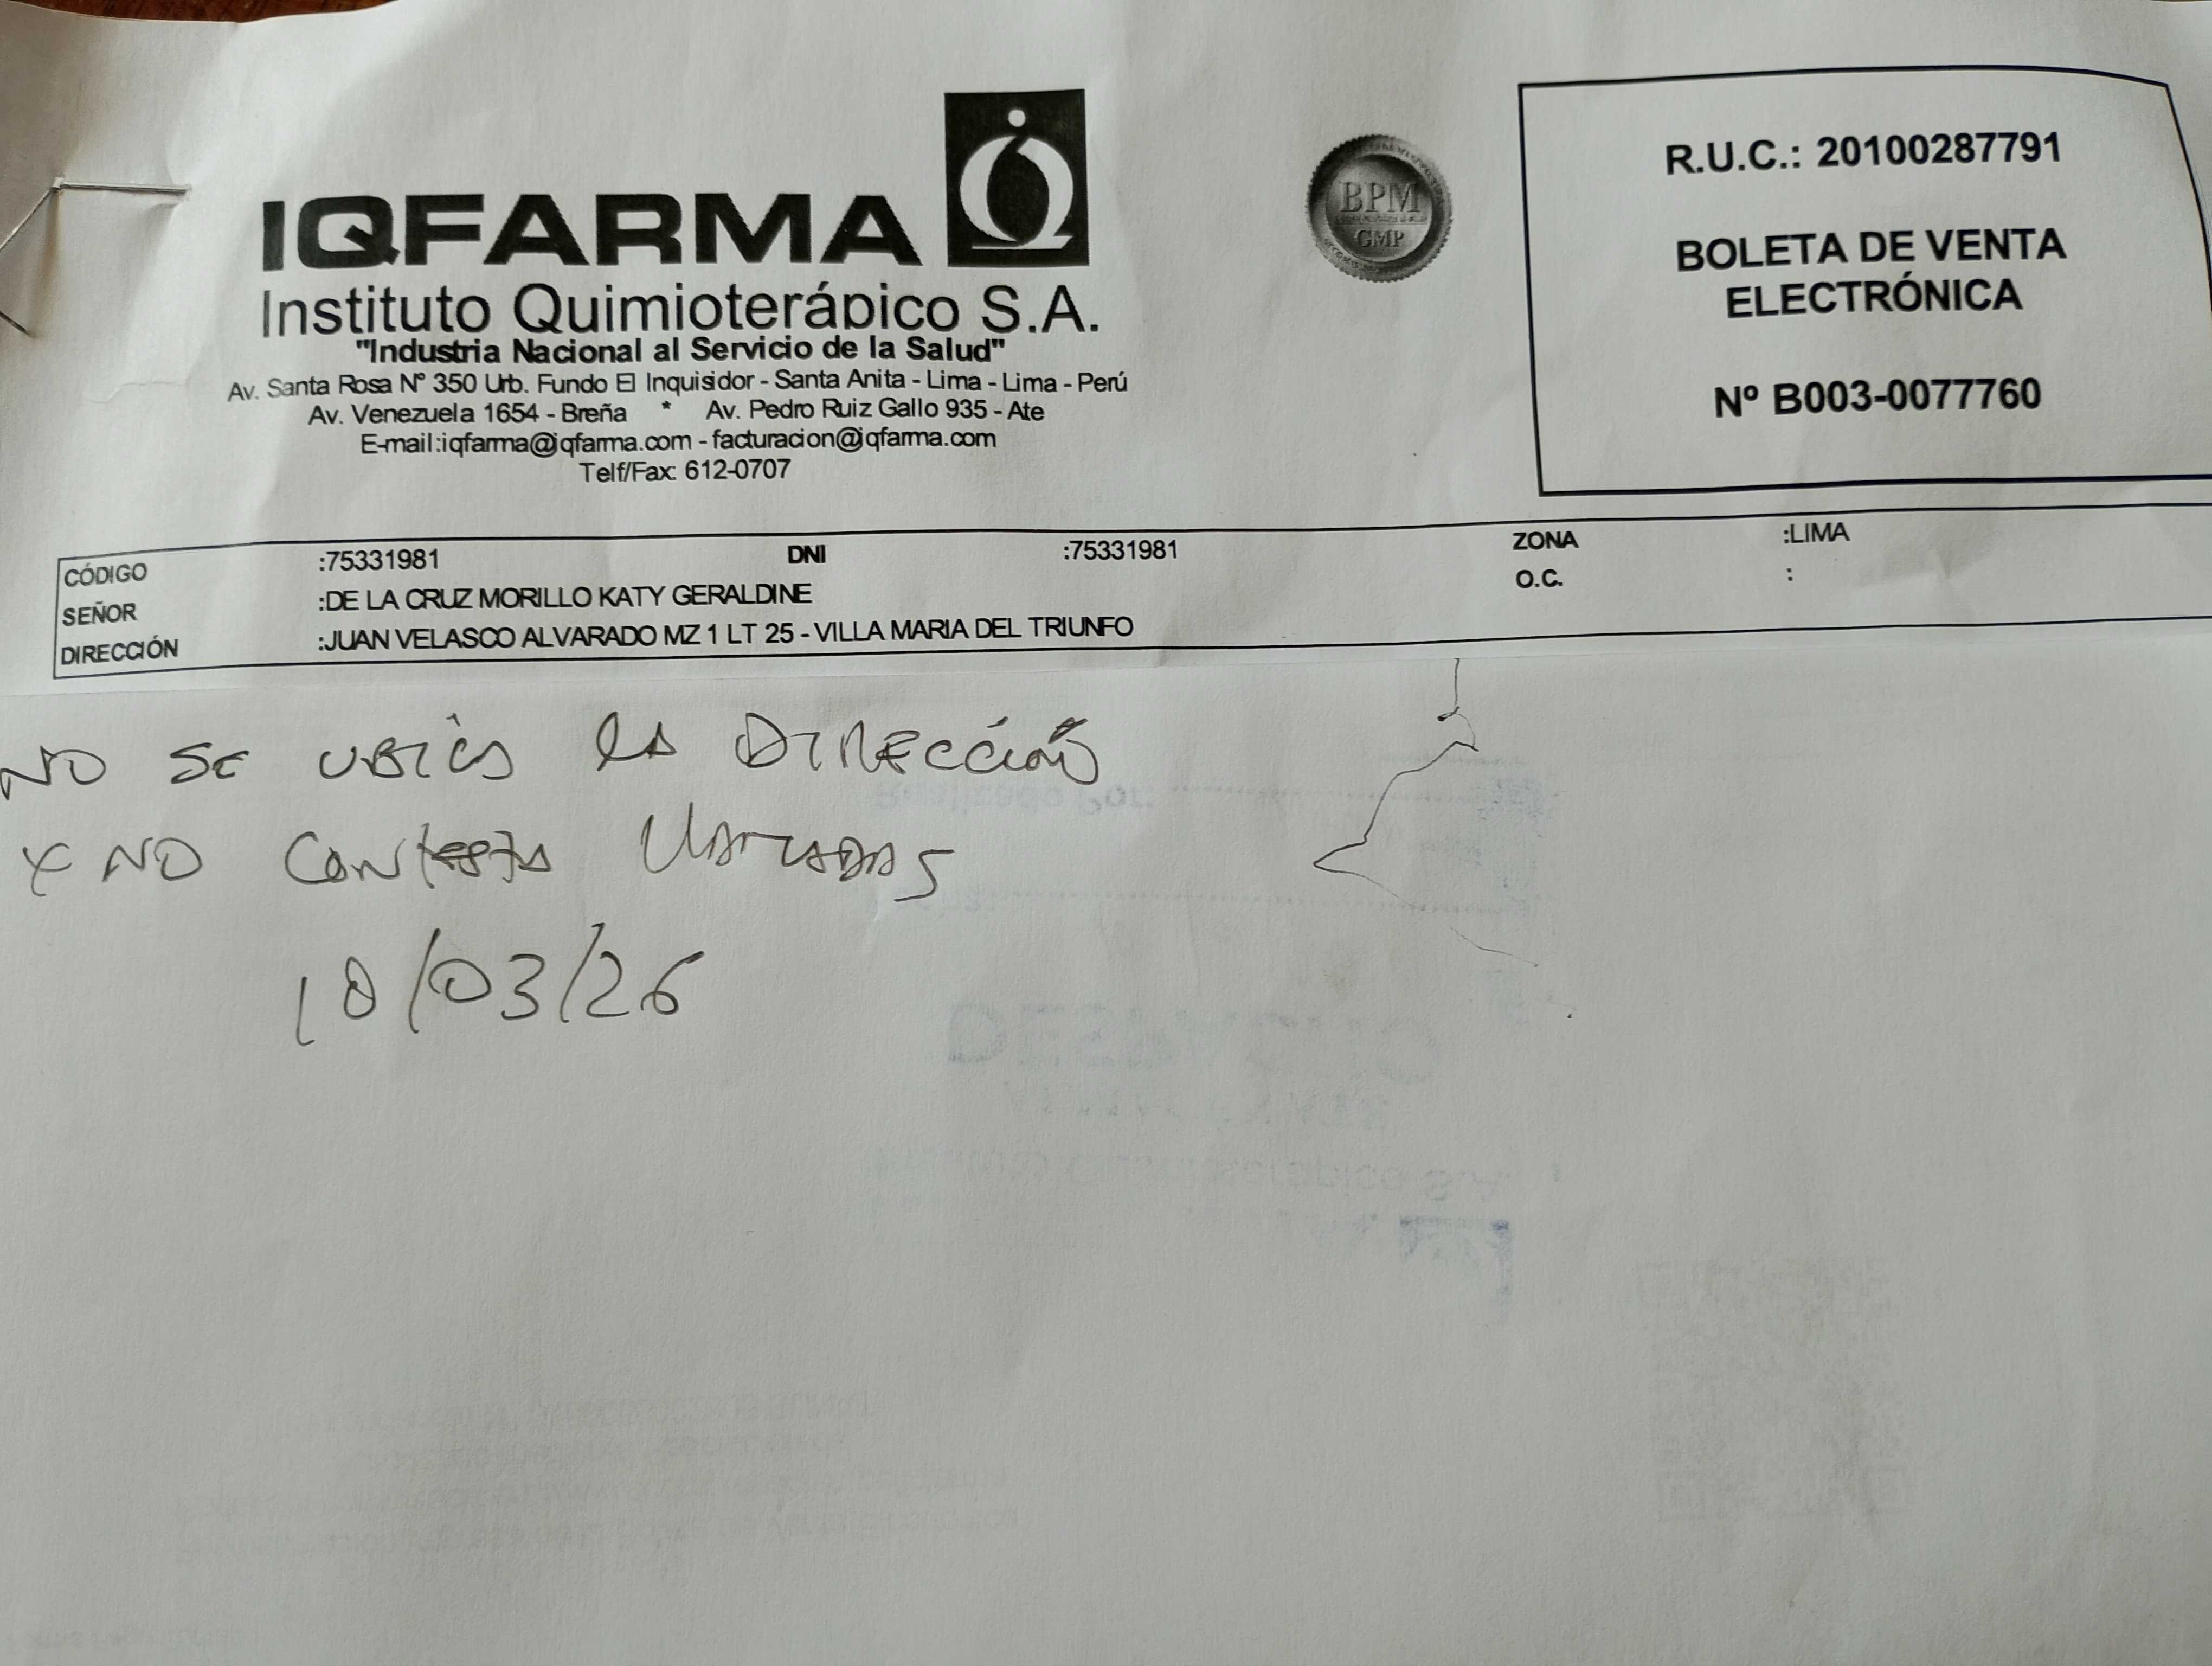 IQFARMA
Instituto Quimioterápico S.A.
"Industria Nacional al Servicio de la Salud"
Av. Santa Rosa Nº 350 Urb. Fundo El Inquisidor - Santa Anita - Lima - Lima - Perú
Av. Venezuela 1654 - Breña * Av. Pedro Ruiz Gallo 935 - Ate
E-mail:iqfarma@iqfarma.com - facturacion@iqfarma.com
Telf/Fax: 612-0707
BPM
GMP
R.U.C.: 20100287791
BOLETA DE VENTA
ELECTRÓNICA
Nº B003-0077760
CÓDIGO :75331981 DNI :75331981 ZONA :LIMA
SEÑOR :DE LA CRUZ MORILLO KATY GERALDINE O.C. :
DIRECCIÓN :JUAN VELASCO ALVARADO MZ 1 LT 25 - VILLA MARIA DEL TRIUNFO
NO SE UBICO LA DIRECCIÓN
Y NO CONTESTA LLAMADAS
10/03/26